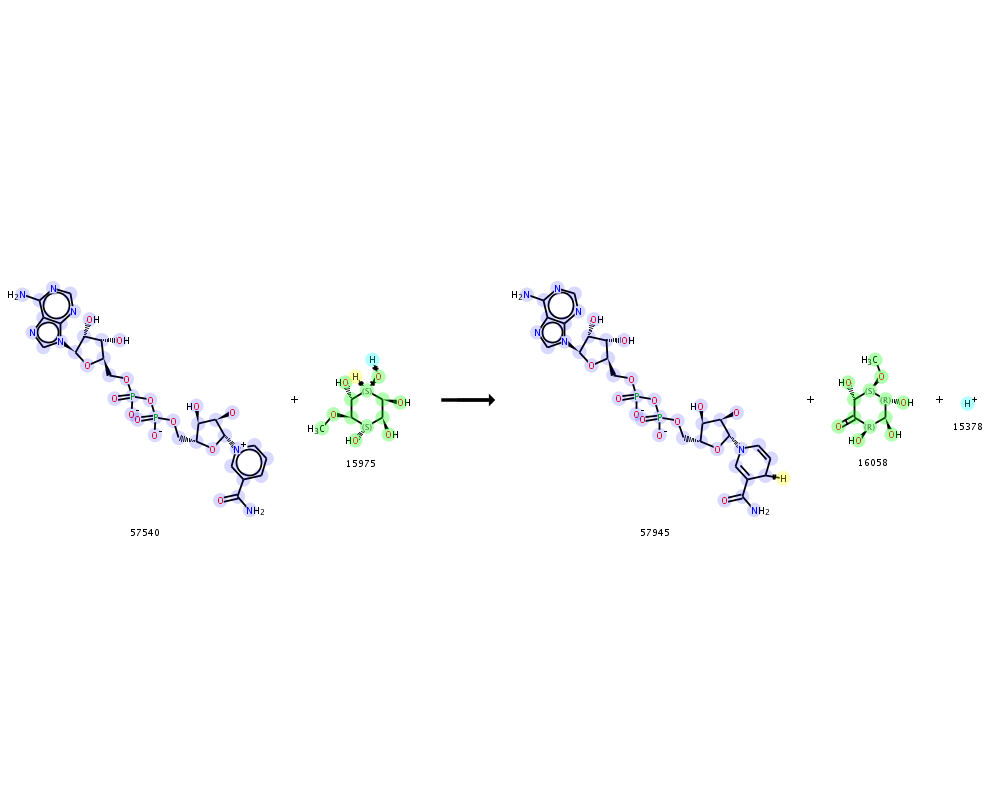 H₂N N N N N OH OH O O P O O⁻ O O P O⁻ O HO O O N⁺ O NH₂
57540
+
H H O HO (S) OH O H₃C (S) HO OH
15975
H₂N N N N N OH OH O O P O O⁻ O O P O⁻ O HO O O N H O NH₂
57945
+
H₃C O HO (S) (R) OH O (R) HO OH
16058
+
H⁺
15378